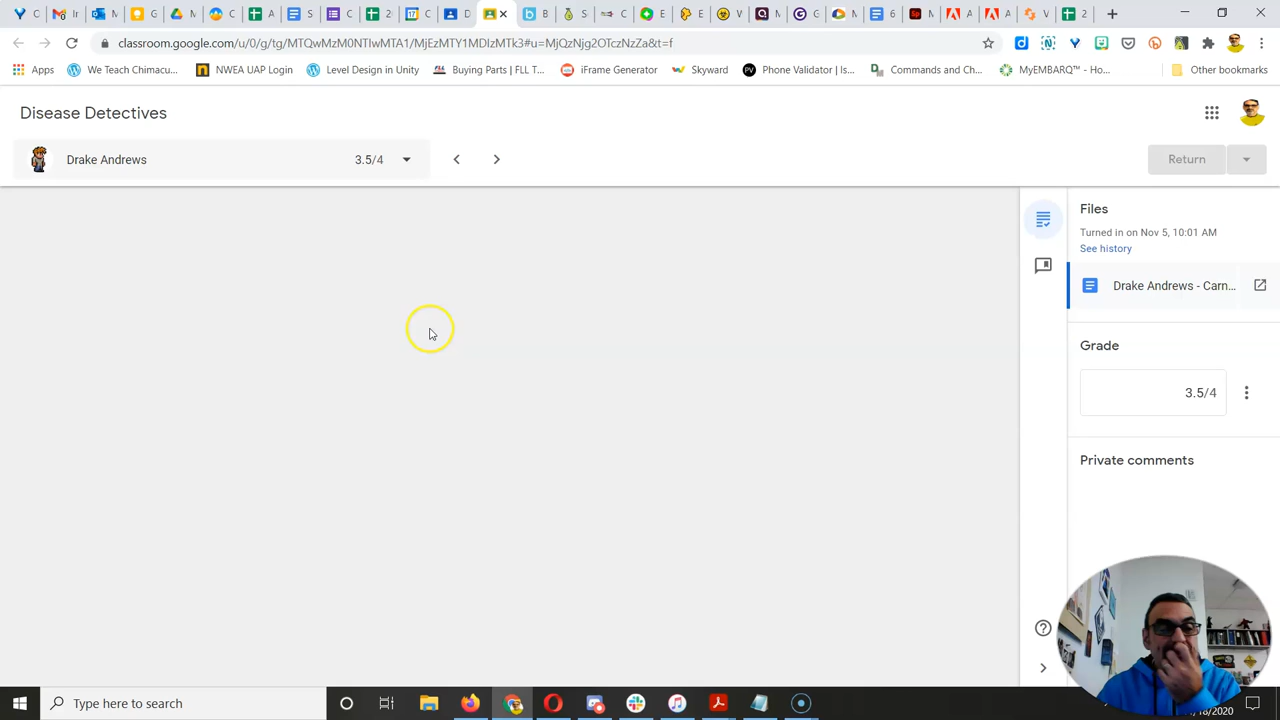 classroom.google.com/u/0/g/tg/MTQwMzM0NTIwMTA1/MjEzMTY1MDIzMTk3#u=MjQzNjg2OTczNzZa&t=f
Apps
We Teach Chimacu...
NWEA UAP Login
Level Design in Unity
Buying Parts | FLL T...
iFrame Generator
Skyward
Phone Validator | Is...
Commands and Ch...
MyEMBARQ™ - Ho...
Other bookmarks
Disease Detectives
Drake Andrews
3.5/4
Return
Files
Turned in on Nov 5, 10:01 AM
See history
Drake Andrews - Carn...
Grade
3.5/4
Private comments
Type here to search